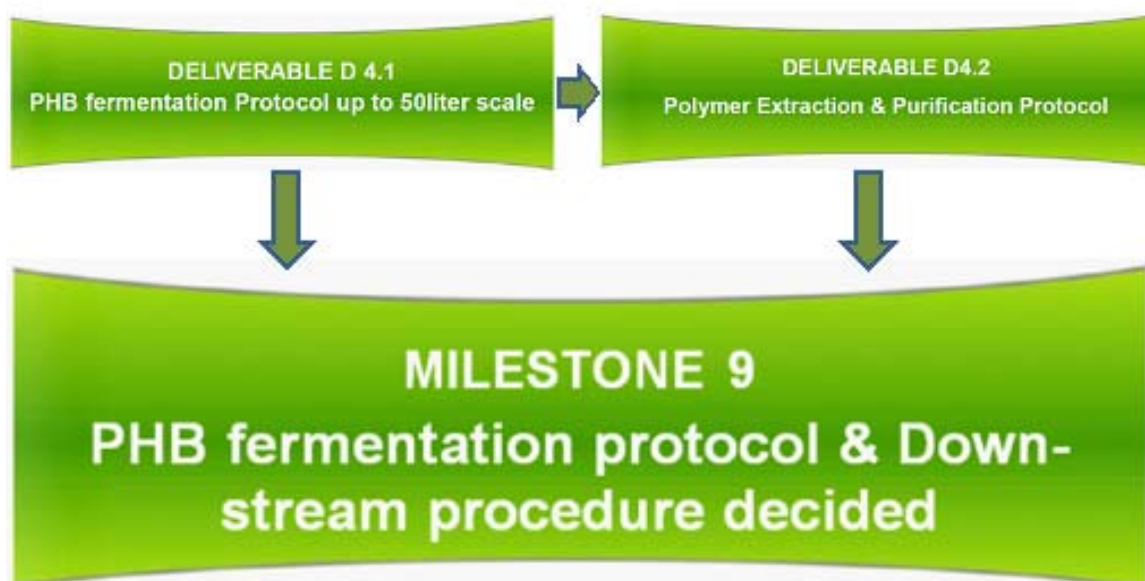 DELIVERABLE D 4.1
PHB fermentation Protocol up to 50liter scale
DELIVERABLE D4.2
Polymer Extraction & Purification Protocol
MILESTONE 9
PHB fermentation protocol & Down-
stream procedure decided